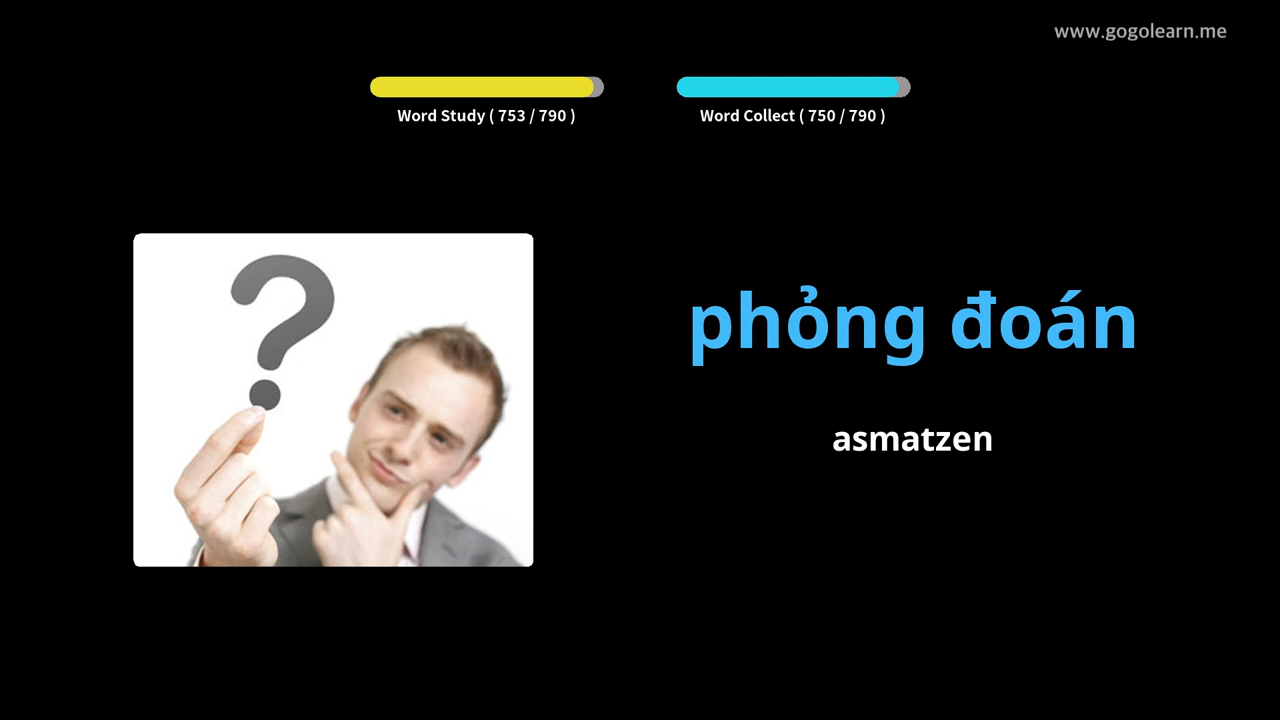 www.gogolearn.me
Word Study ( 753 / 790 )
Word Collect ( 750 / 790 )
phỏng đoán
asmatzen